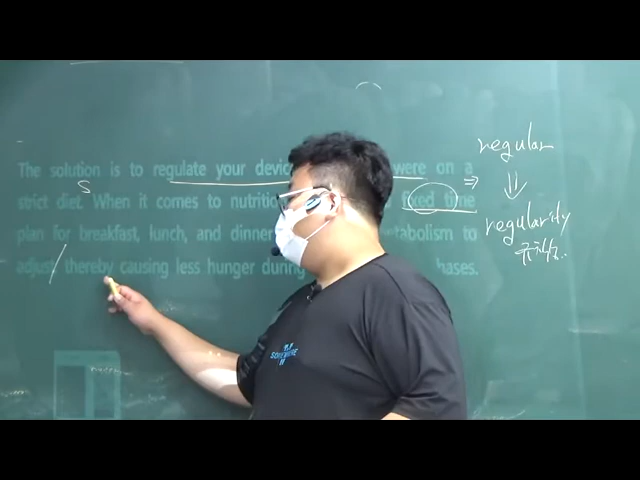 The solution is to regulate your devic were on a
strict diet. When it comes to nutriti fixed time
plan for breakfast, lunch, and dinner etabolism to
adjust thereby causing less hunger during hases.
S
regular
regularity
규칙성